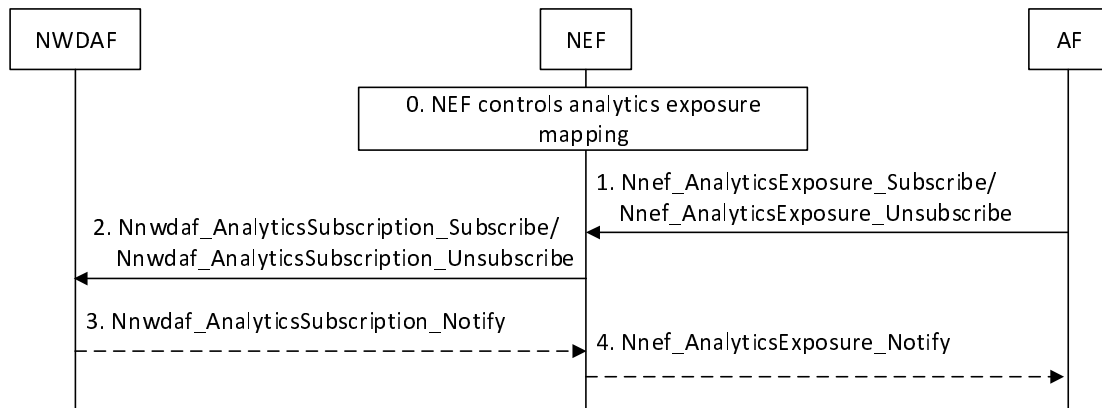 NWDAF
NEF
AF
0. NEF controls analytics exposure
mapping
1. Nnef_AnalyticsExposure_Subscribe/
Nnef_AnalyticsExposure_Unsubscribe
2. Nnwdaf_AnalyticsSubscription_Subscribe/
Nnwdaf_AnalyticsSubscription_Unsubscribe
3. Nnwdaf_AnalyticsSubscription_Notify
4. Nnef_AnalyticsExposure_Notify